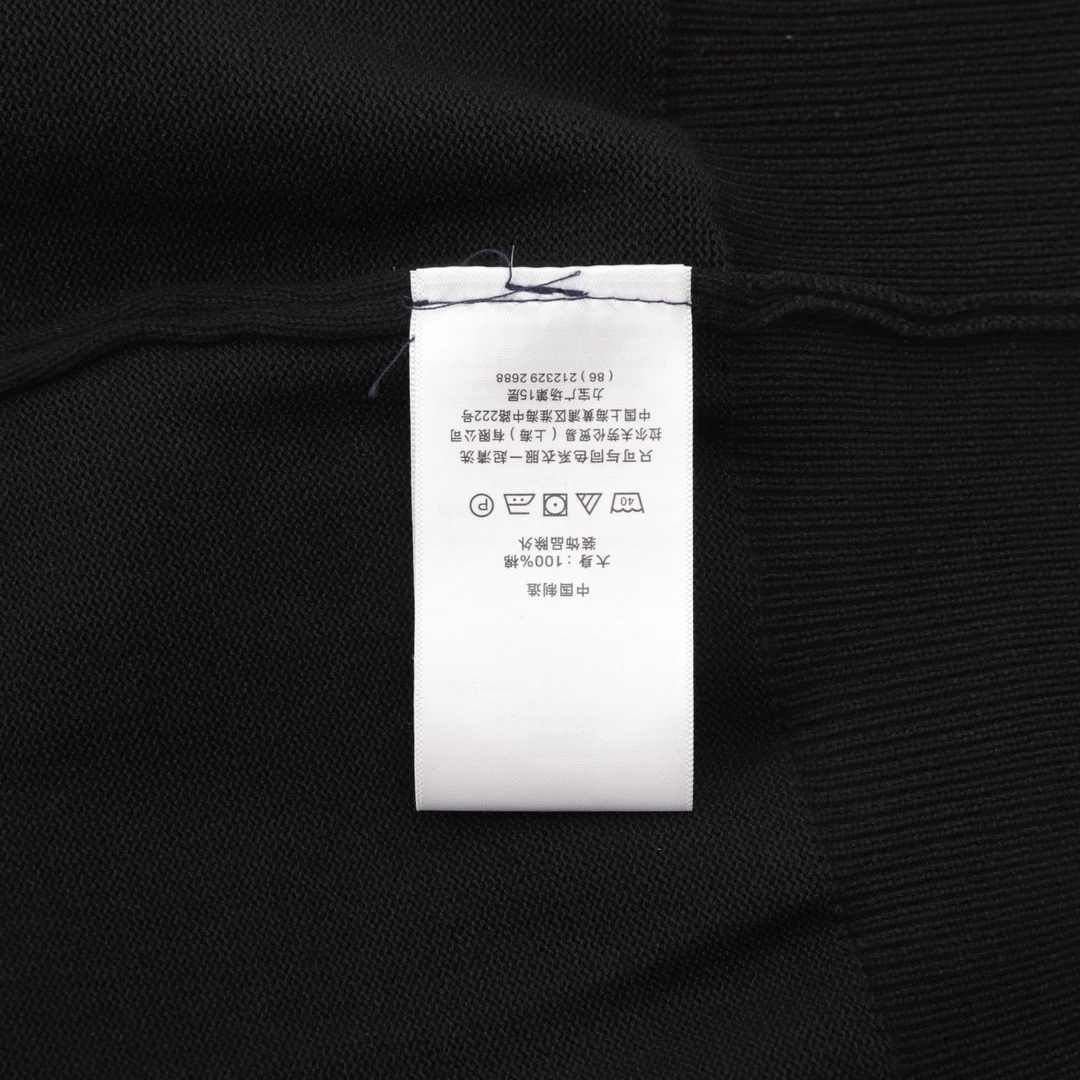 中国制造
大身：100%棉
装饰品除外
40
P
只可与同色系衣服一起清洗
拉尔夫劳伦贸易（上海）有限公司
中国上海黄浦区淮海中路222号
力宝广场第15层
(86) 212329 2688